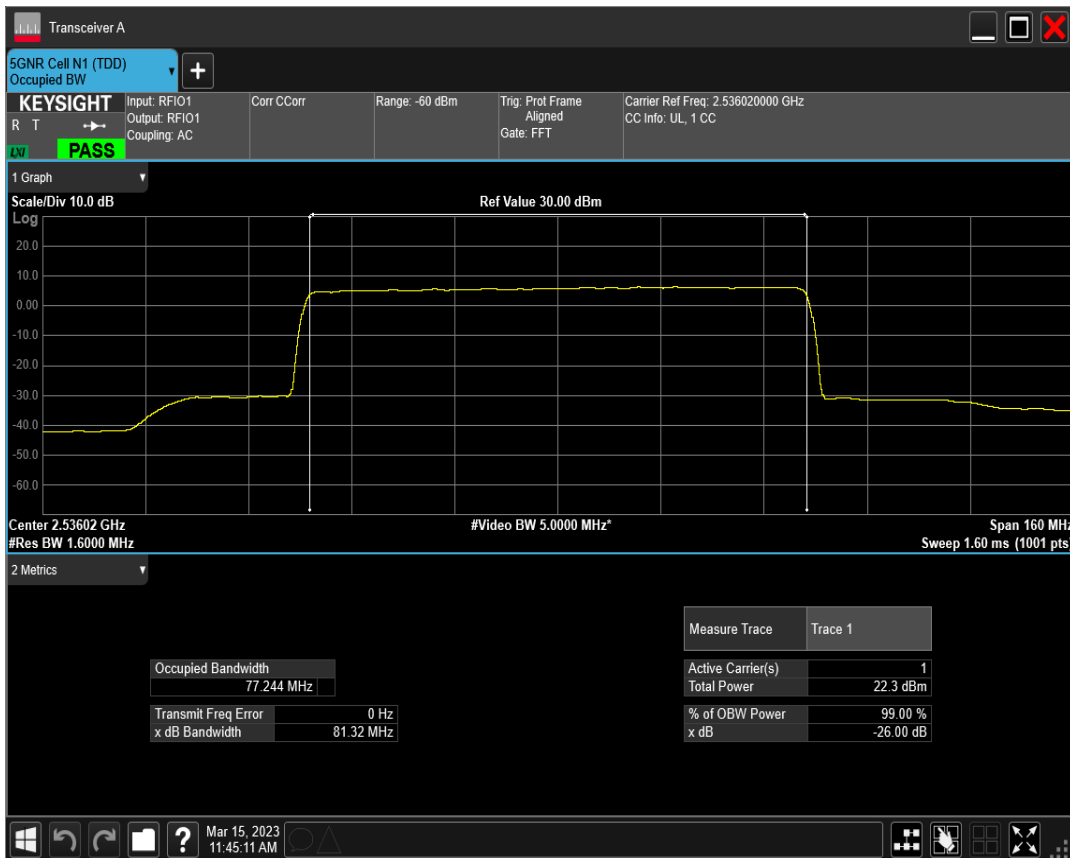 Transceiver A
5GNR Cell N1 (TDD)
Occupied BW
+
KEYSIGHT
R T
LXI
PASS
Input: RFIO1
Output: RFIO1
Coupling: AC
Corr CCorr
Range: -60 dBm
Trig: Prot Frame
Aligned
Gate: FFT
Carrier Ref Freq: 2.536020000 GHz
CC Info: UL, 1 CC
1 Graph
Scale/Div 10.0 dB
Ref Value 30.00 dBm
Log
20.0
10.0
0.00
-10.0
-20.0
-30.0
-40.0
-50.0
-60.0
Center 2.53602 GHz
#Video BW 5.0000 MHz*
Span 160 MHz
#Res BW 1.6000 MHz
Sweep 1.60 ms (1001 pts)
2 Metrics
Measure Trace Trace 1
Occupied Bandwidth
77.244 MHz
Active Carrier(s) 1
Total Power 22.3 dBm
Transmit Freq Error 0 Hz
x dB Bandwidth 81.32 MHz
% of OBW Power 99.00 %
x dB -26.00 dB
?
Mar 15, 2023
11:45:11 AM